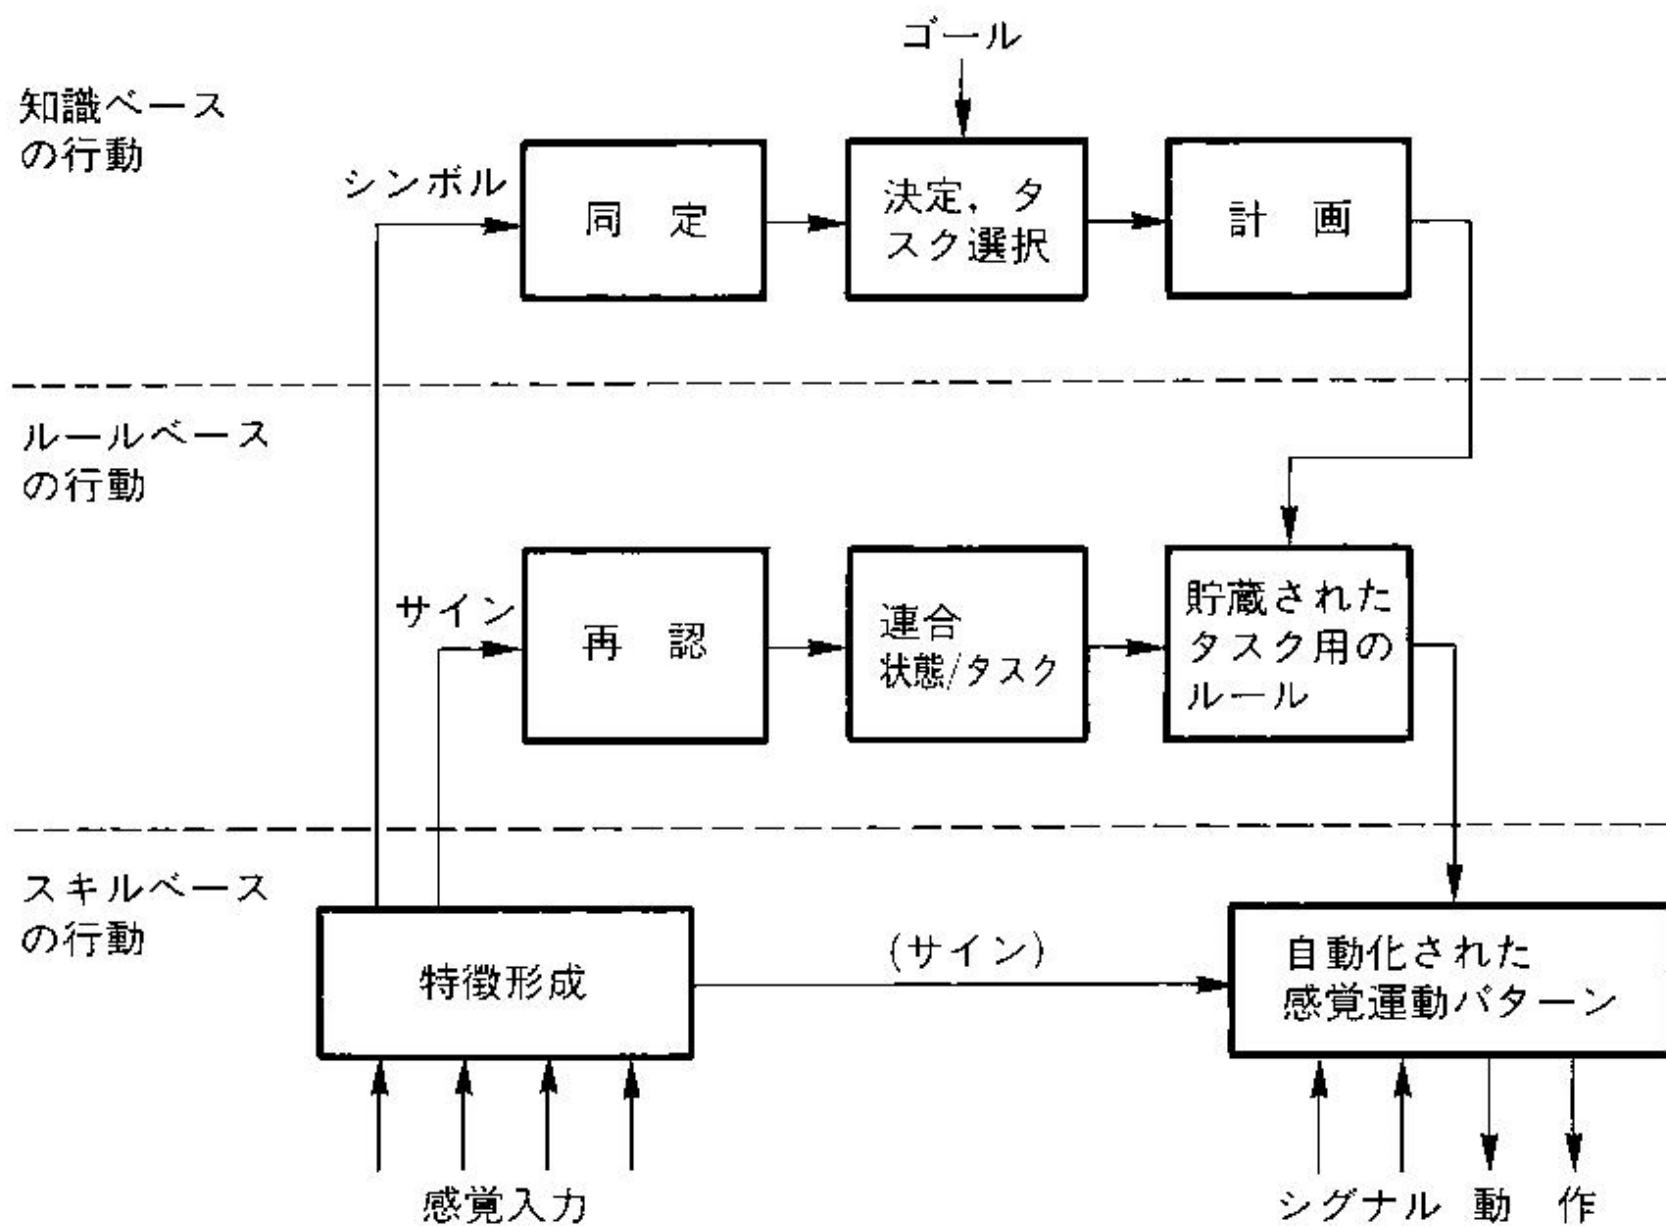 ゴール
知識ベース
の行動
シンボル
同 定
決定、タ
スク選択
計 画
ルールベース
の行動
サイン
再 認
連合
状態/タスク
貯蔵された
タスク用の
ルール
スキルベース
の行動
特徴形成
(サイン)
自動化された
感覚運動パターン
感覚入力
シグナル 動 作